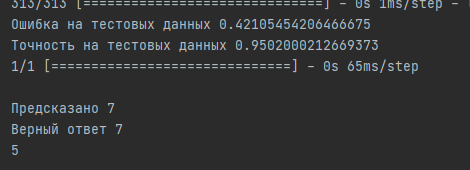 313/313 [==============================] - 0s 1ms/step -
Ошибка на тестовых данных 0.42105454206466675
Точность на тестовых данных 0.9502000212669373
1/1 [==============================] - 0s 65ms/step
Предсказано 7
Верный ответ 7
5